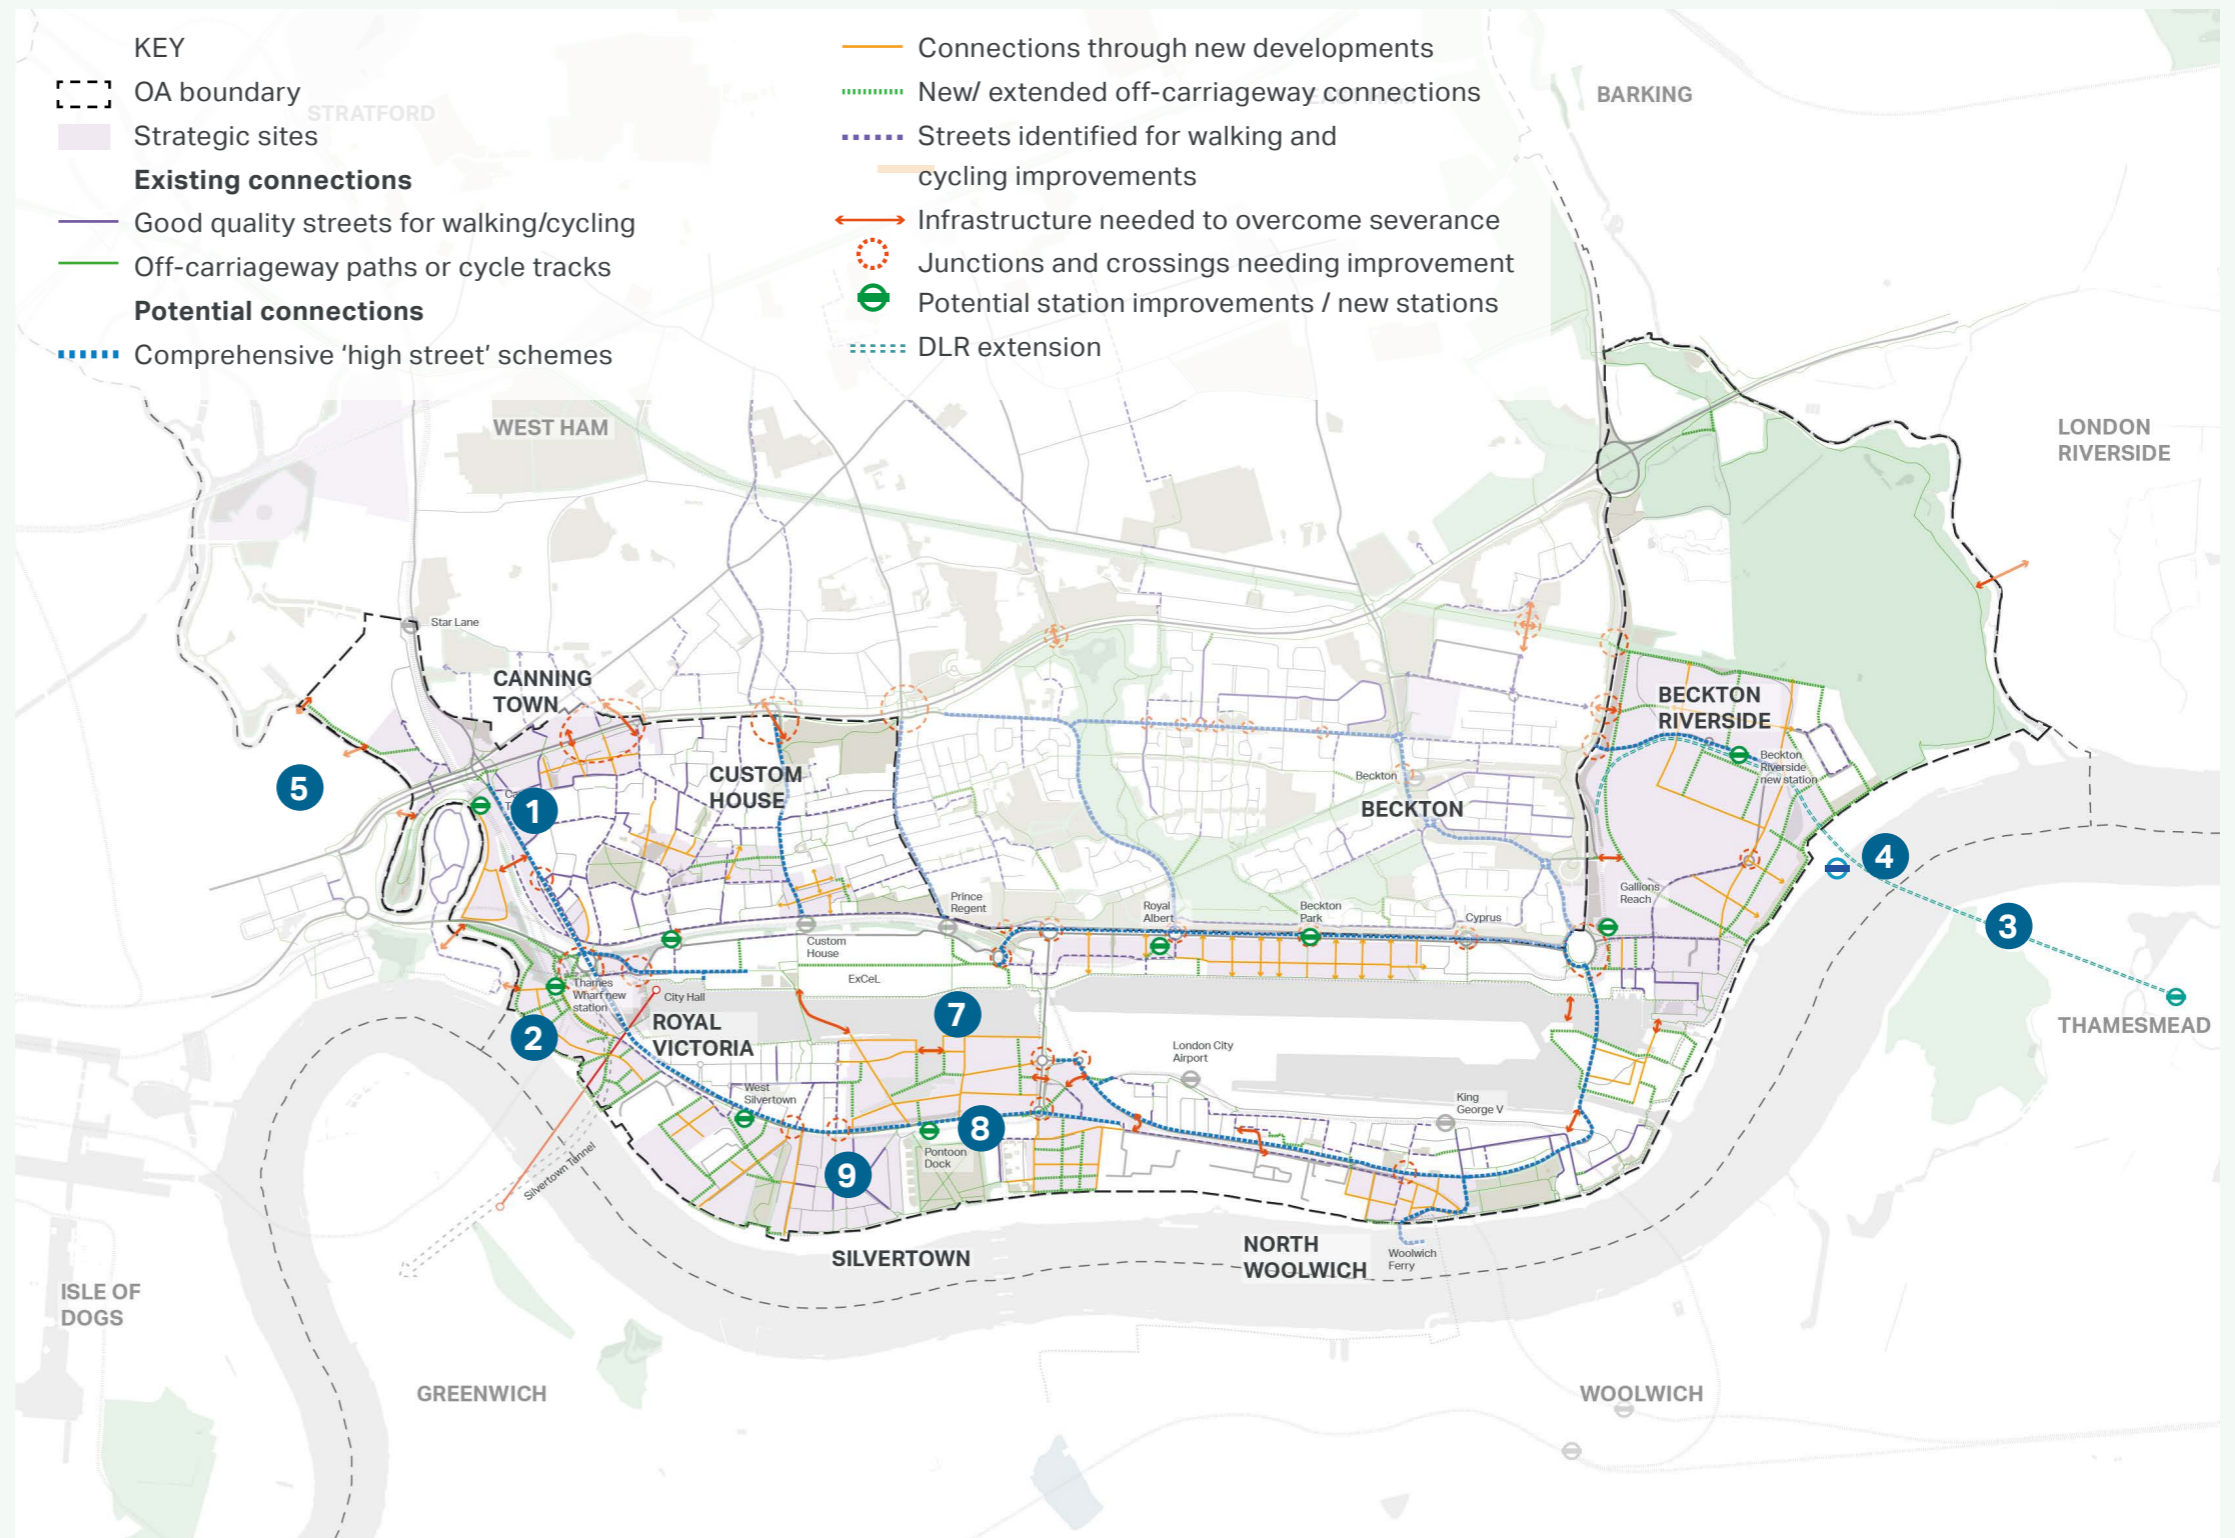 KEY
OA boundary
STRATFORD
Strategic sites
Existing connections
Good quality streets for walking/cycling
Off-carriageway paths or cycle tracks
Potential connections
Comprehensive ‘high street’ schemes
Connections through new developments
New/ extended off-carriageway connections
Streets identified for walking and
cycling improvements
Infrastructure needed to overcome severance
Junctions and crossings needing improvement
Potential station improvements / new stations
DLR extension
BARKING
WEST HAM
LONDON
RIVERSIDE
Star Lane
CANNING
TOWN
BECKTON
RIVERSIDE
Beckton
Riverside
new station
CUSTOM
HOUSE
Beckton
BECKTON
5
1
4
3
Gallions
Reach
Prince
Regent
Royal
Albert
Beckton
Park
Cyprus
Custom
House
ExCeL
Thames
Wharf new
station
City Hall
ROYAL
VICTORIA
2
7
THAMESMEAD
London City
Airport
West
Silvertown
King
George V
8
Pontoon
Dock
9
Silvertown Tunnel
SILVERTOWN
NORTH
WOOLWICH
Woolwich
Ferry
ISLE OF
DOGS
GREENWICH
WOOLWICH